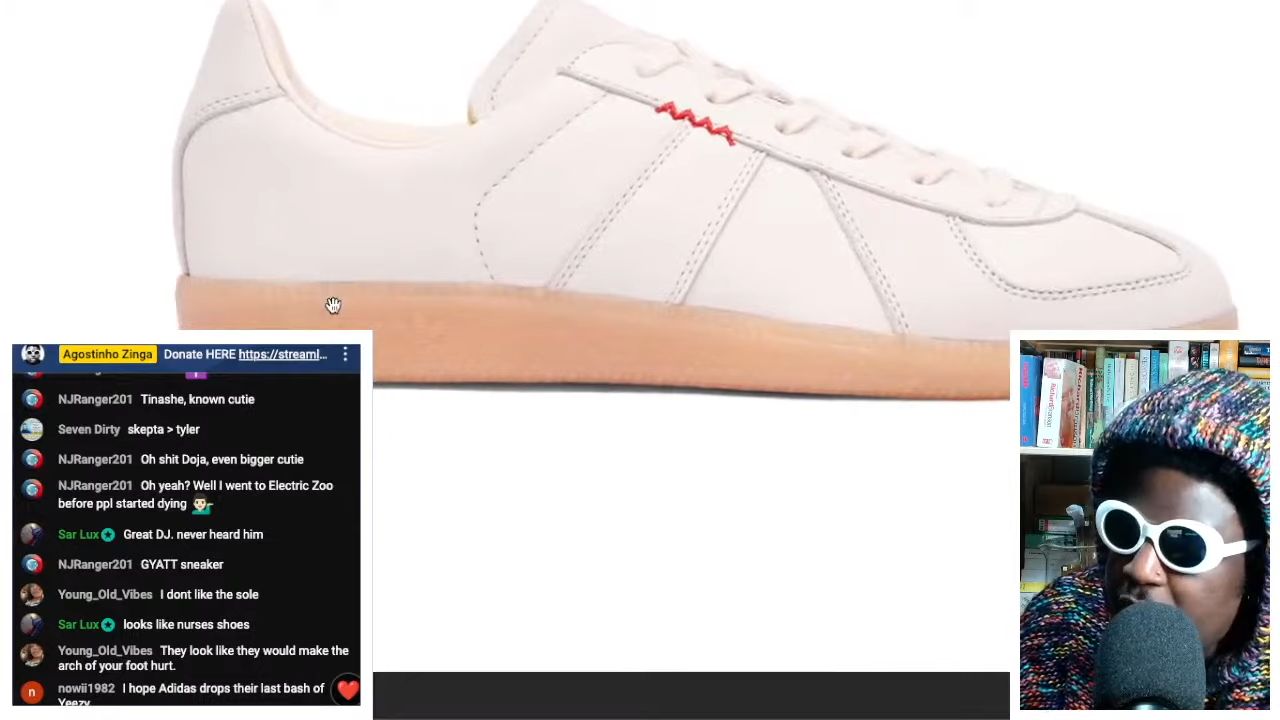 Agostinho Zinga Donate HERE https://streaml...
NJRanger201 Tinashe, known cutie
Seven Dirty skepta > tyler
NJRanger201 Oh shit Doja, even bigger cutie
NJRanger201 Oh yeah? Well I went to Electric Zoo
before ppl started dying
Sar Lux Great DJ. never heard him
NJRanger201 GYATT sneaker
Young_Old_Vibes I dont like the sole
Sar Lux looks like nurses shoes
Young_Old_Vibes They look like they would make the
arch of your foot hurt.
n nowii1982 I hope Adidas drops their last bash of
Yeezy